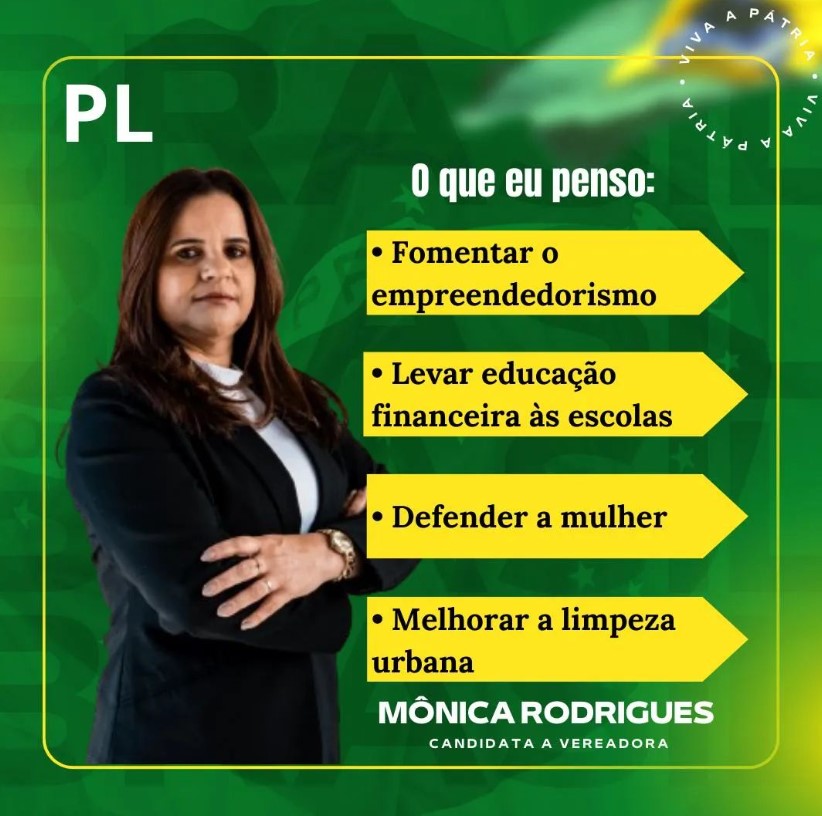 VIVA A PÁTRIA • VIVA A PÁTRIA •
PL
O que eu penso:
• Fomentar o
empreendedorismo
• Levar educação
financeira às escolas
• Defender a mulher
• Melhorar a limpeza
urbana
MÔNICA RODRIGUES
CANDIDATA A VEREADORA